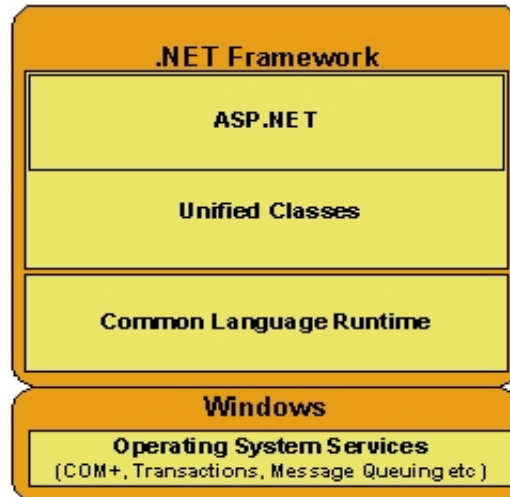 .NET Framework
ASP.NET
Unified Classes
Common Language Runtime
Windows
Operating System Services
(COM+, Transactions, Message Queuing etc)